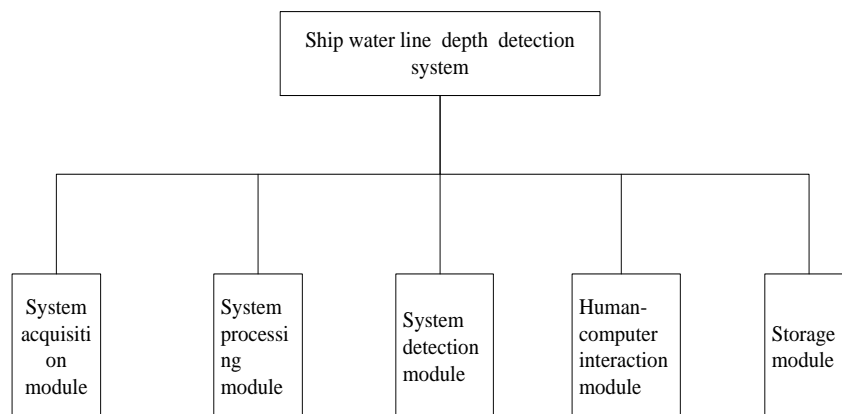 Ship water line depth detection
system
System
acquisiti
on
module
System
processi
ng
module
System
detection
module
Human-
computer
interaction
module
Storage
module